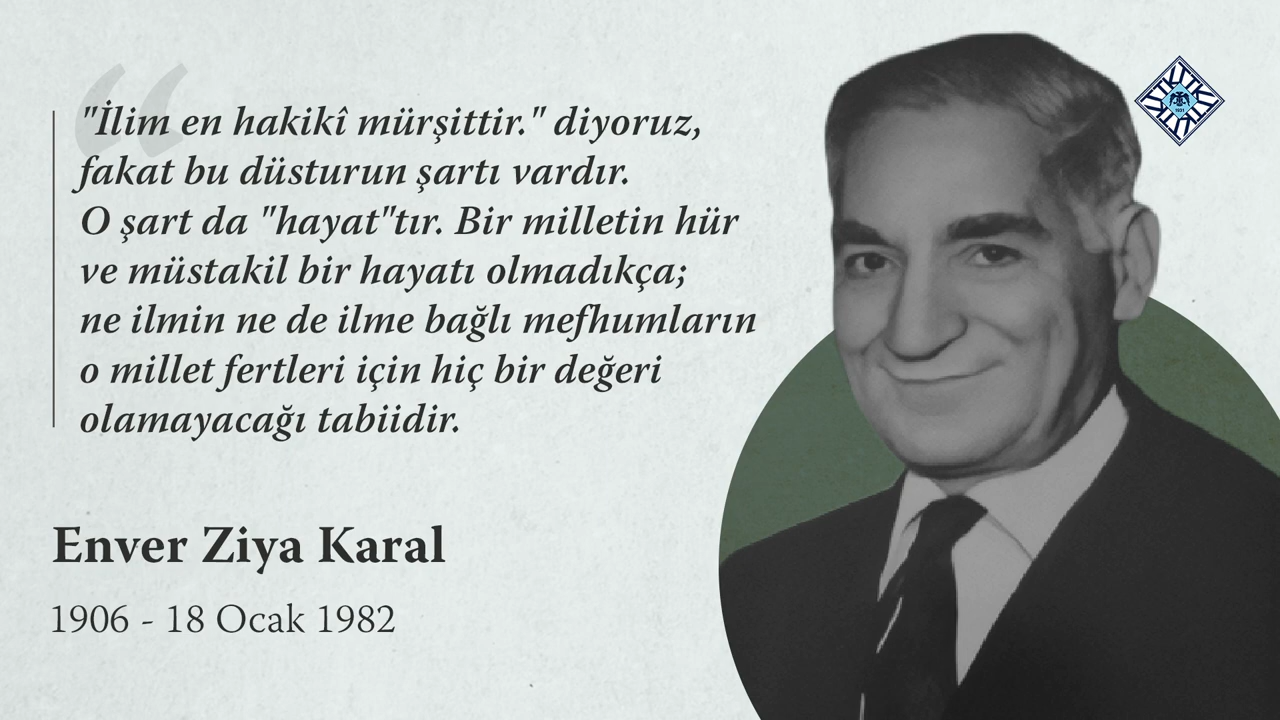 "İlim en hakikî mürşittir." diyoruz,
fakat bu düsturun şartı vardır.
O şart da "hayat"tır. Bir milletin hür
ve müstakil bir hayatı olmadıkça;
ne ilmin ne de ilme bağlı mefhumların
o millet fertleri için hiç bir değeri
olamayacağı tabiidir.
Enver Ziya Karal
1906 - 18 Ocak 1982